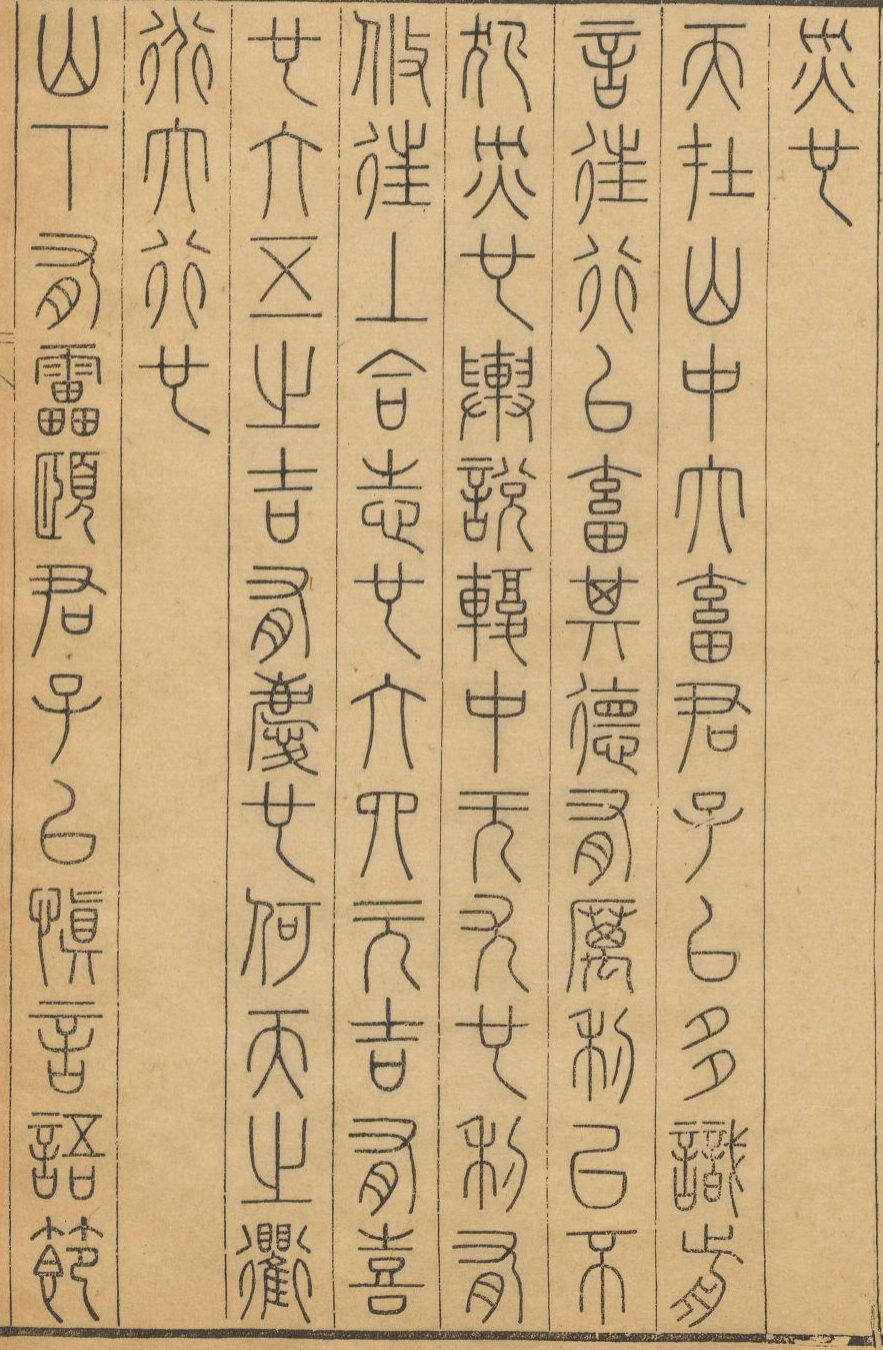 災也
天在山中大畜君子以多識前
言往行以畜其德有厲利已不
犯災也輿說輹中无尤也利有
攸往上合志也六四元吉有喜
也六五之吉有慶也何天之衢
道大行也
山下有雷頤君子以慎言語節